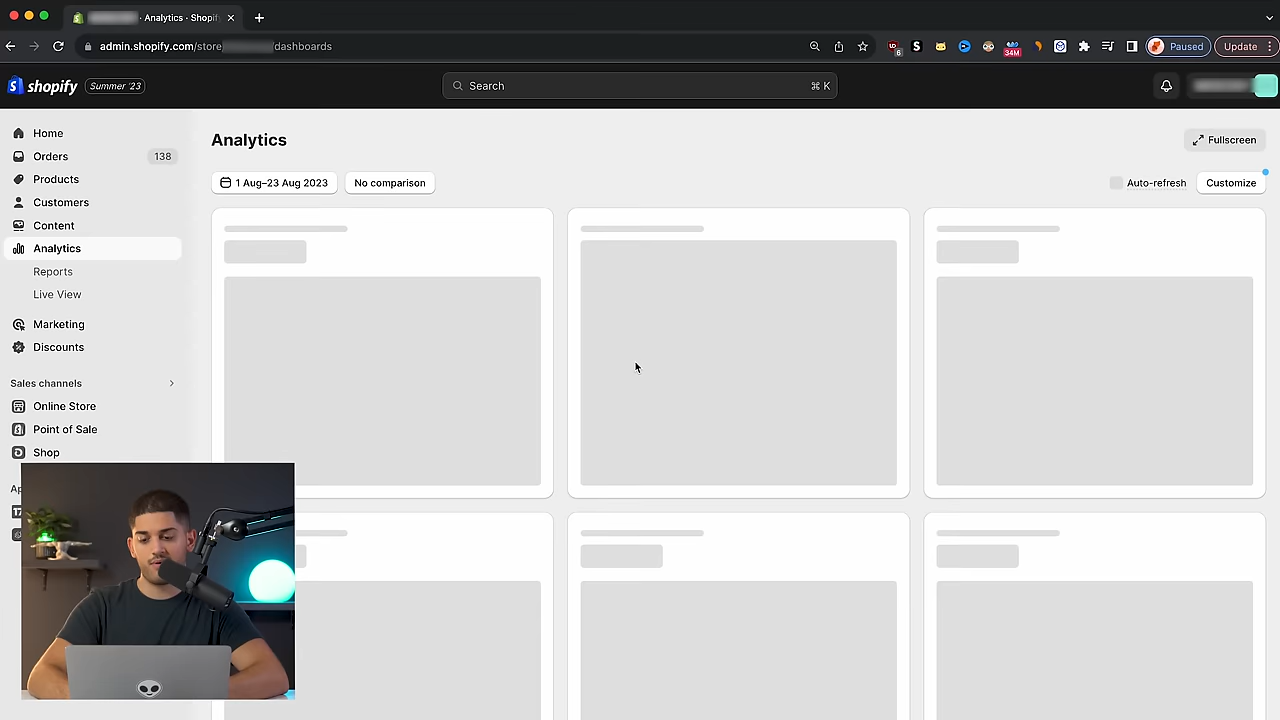 · Analytics · Shopif
admin.shopify.com/store
dashboards
6
34M
Paused
Update
shopify
Summer '23
Search
⌘ K
Home
Orders
138
Products
Customers
Content
Analytics
Reports
Live View
Marketing
Discounts
Sales channels
Online Store
Point of Sale
Shop
Analytics
Fullscreen
1 Aug–23 Aug 2023
No comparison
Auto-refresh
Customize